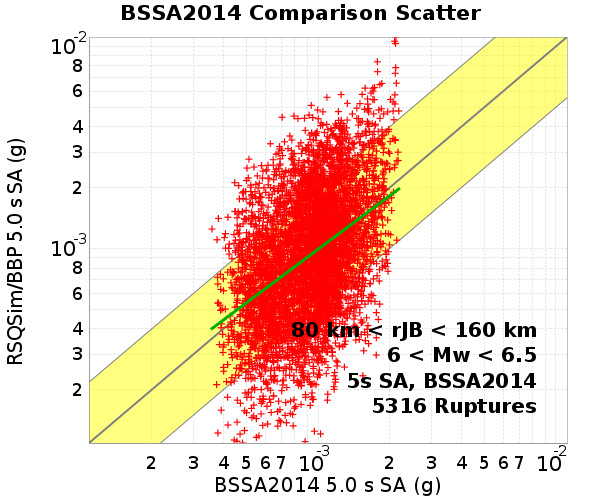 BSSA2014 Comparison Scatter
RSQSim/BBP 5.0 s SA (g)
10-2
8
6
4
3
2
10-3
8
6
4
3
2
80 km < rJB < 160 km
6 < Mw < 6.5
5s SA, BSSA2014
5316 Ruptures
2 3 4 5 6 7 10-3 2 3 4 5 6 7 10-2
BSSA2014 5.0 s SA (g)